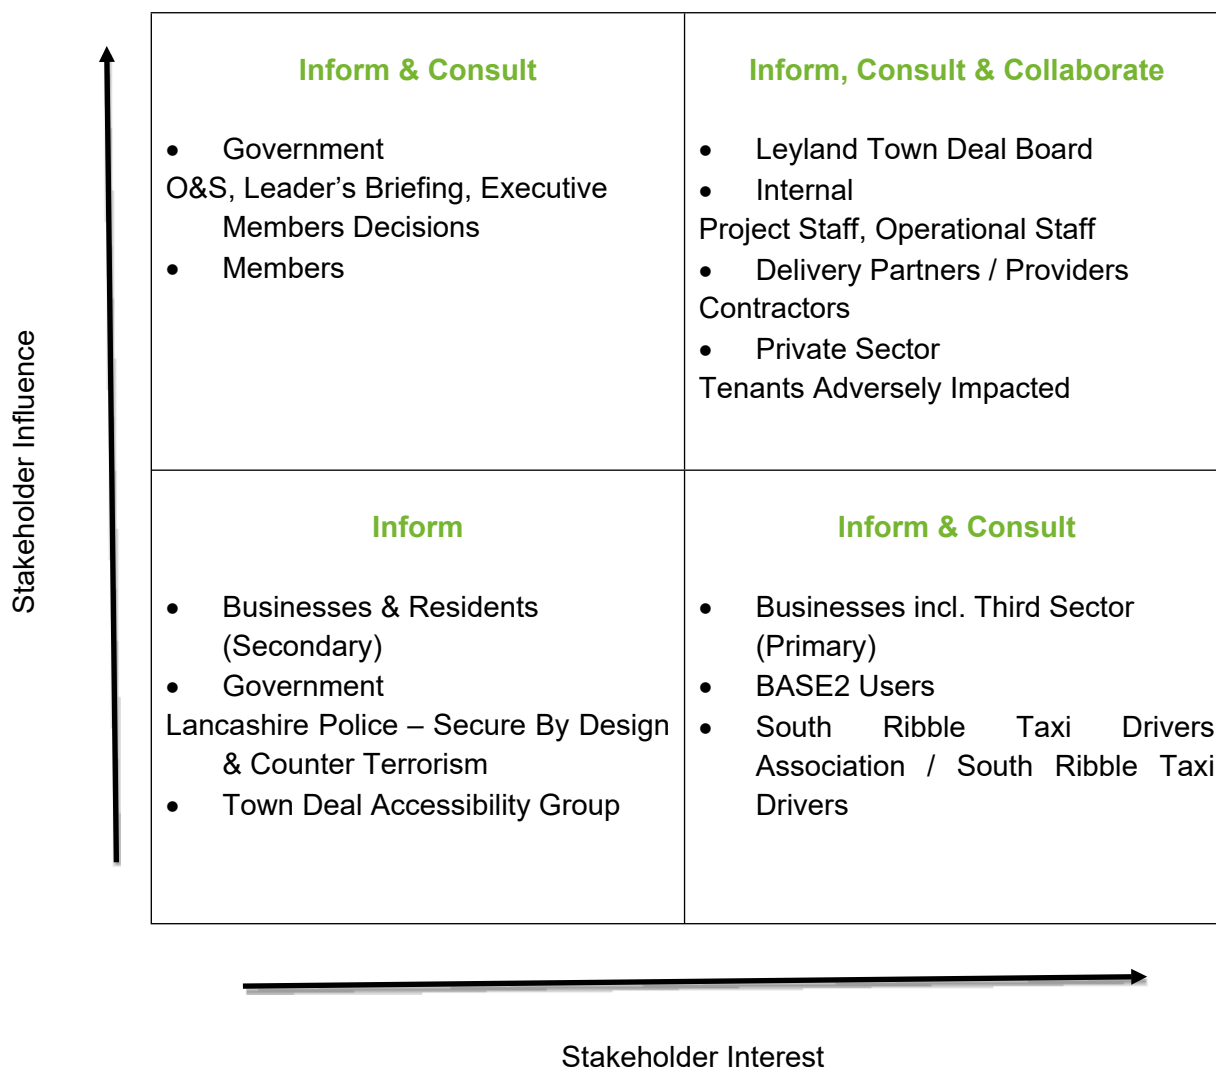 Stakeholder Influence
Inform & Consult
• Government
O&S, Leader’s Briefing, Executive
Members Decisions
• Members
Inform, Consult & Collaborate
• Leyland Town Deal Board
• Internal
Project Staff, Operational Staff
• Delivery Partners / Providers
Contractors
• Private Sector
Tenants Adversely Impacted
Inform
• Businesses & Residents
(Secondary)
• Government
Lancashire Police – Secure By Design
& Counter Terrorism
• Town Deal Accessibility Group
Inform & Consult
• Businesses incl. Third Sector
(Primary)
• BASE2 Users
• South Ribble Taxi Drivers
Association / South Ribble Taxi
Drivers
Stakeholder Interest